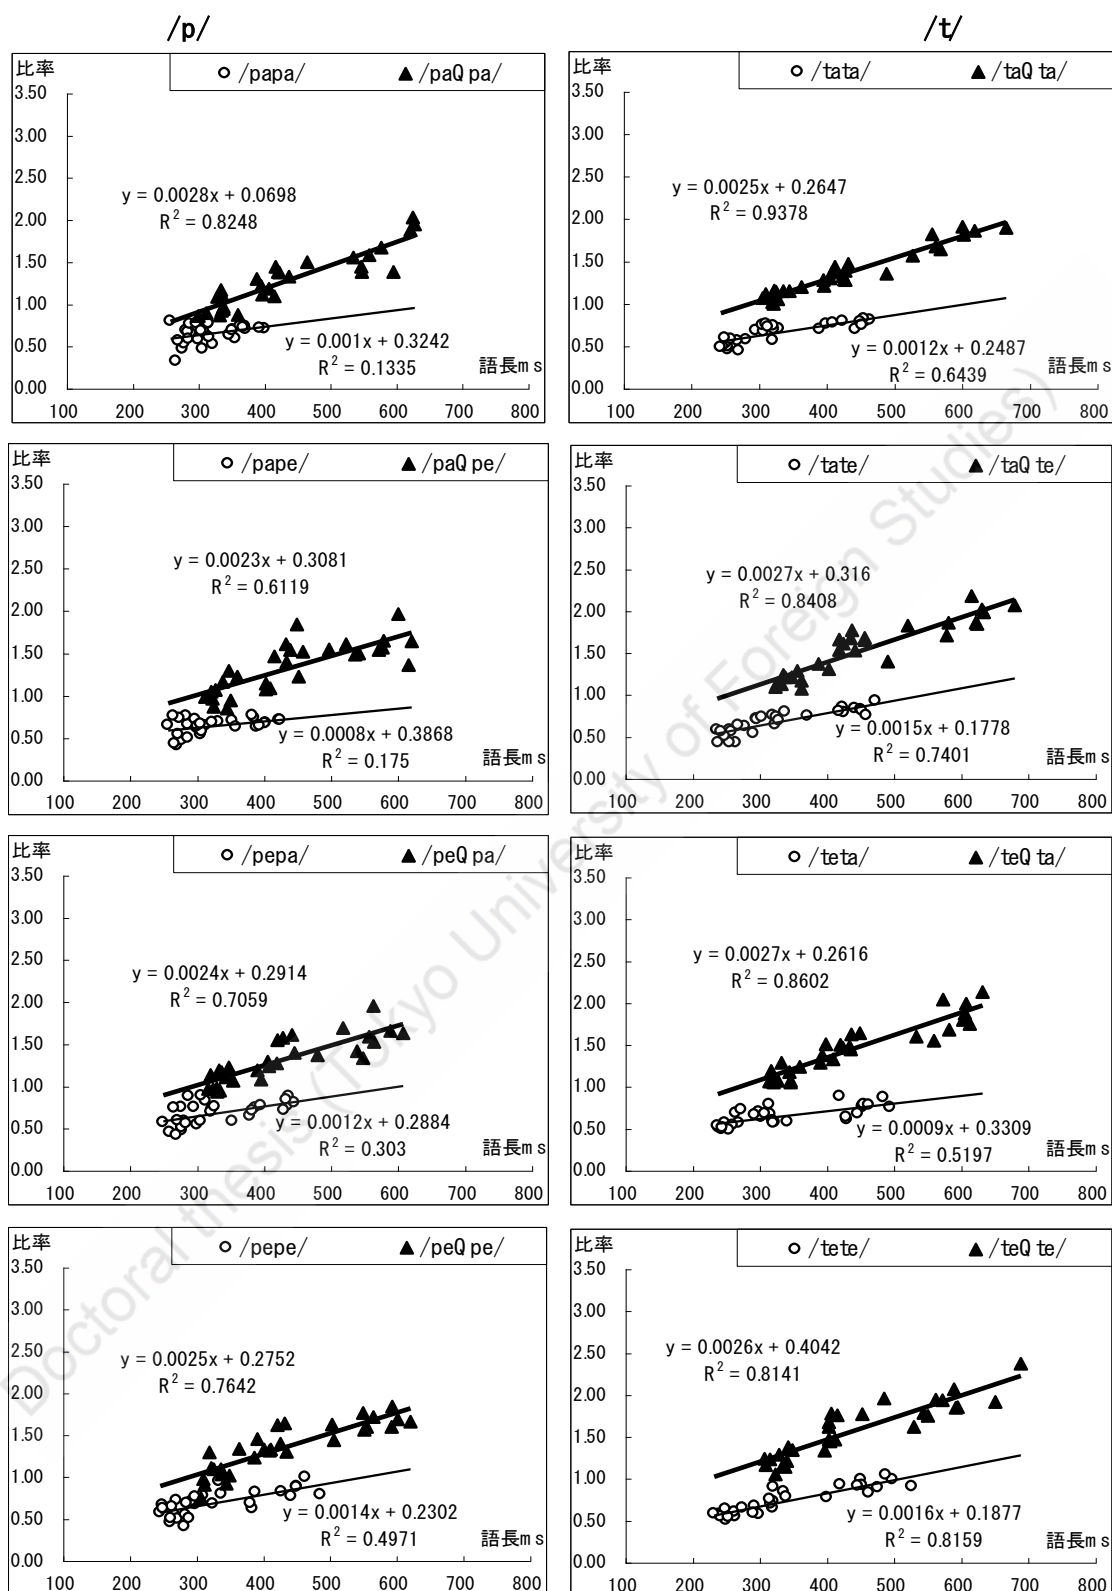 /p/
/t/
比率
○ /papa/ ▲ /paQ pa/
3.50
3.00
2.50
2.00
1.50
1.00
0.50
0.00
y = 0.0028x + 0.0698
R² = 0.8248
y = 0.001x + 0.3242
R² = 0.1335
語長ms
100 200 300 400 500 600 700 800
比率
○ /tata/ ▲ /taQ ta/
3.50
3.00
2.50
2.00
1.50
1.00
0.50
0.00
y = 0.0025x + 0.2647
R² = 0.9378
y = 0.0012x + 0.2487
R² = 0.6439
語長ms
100 200 300 400 500 600 700 800
比率
○ /pape/ ▲ /paQ pe/
3.50
3.00
2.50
2.00
1.50
1.00
0.50
0.00
y = 0.0023x + 0.3081
R² = 0.6119
y = 0.0008x + 0.3868
R² = 0.175
語長ms
100 200 300 400 500 600 700 800
比率
○ /tate/ ▲ /taQ te/
3.50
3.00
2.50
2.00
1.50
1.00
0.50
0.00
y = 0.0027x + 0.316
R² = 0.8408
y = 0.0015x + 0.1778
R² = 0.7401
語長ms
100 200 300 400 500 600 700 800
比率
○ /pepa/ ▲ /peQ pa/
3.50
3.00
2.50
2.00
1.50
1.00
0.50
0.00
y = 0.0024x + 0.2914
R² = 0.7059
y = 0.0012x + 0.2884
R² = 0.303
語長ms
100 200 300 400 500 600 700 800
比率
○ /teta/ ▲ /teQ ta/
3.50
3.00
2.50
2.00
1.50
1.00
0.50
0.00
y = 0.0027x + 0.2616
R² = 0.8602
y = 0.0009x + 0.3309
R² = 0.5197
語長ms
100 200 300 400 500 600 700 800
比率
○ /pepe/ ▲ /peQ pe/
3.50
3.00
2.50
2.00
1.50
1.00
0.50
0.00
y = 0.0025x + 0.2752
R² = 0.7642
y = 0.0014x + 0.2302
R² = 0.4971
語長ms
100 200 300 400 500 600 700 800
比率
○ /tete/ ▲ /teQ te/
3.50
3.00
2.50
2.00
1.50
1.00
0.50
0.00
y = 0.0026x + 0.4042
R² = 0.8141
y = 0.0016x + 0.1877
R² = 0.8159
語長ms
100 200 300 400 500 600 700 800
Doctoral thesis (Tokyo University of Foreign Studies)